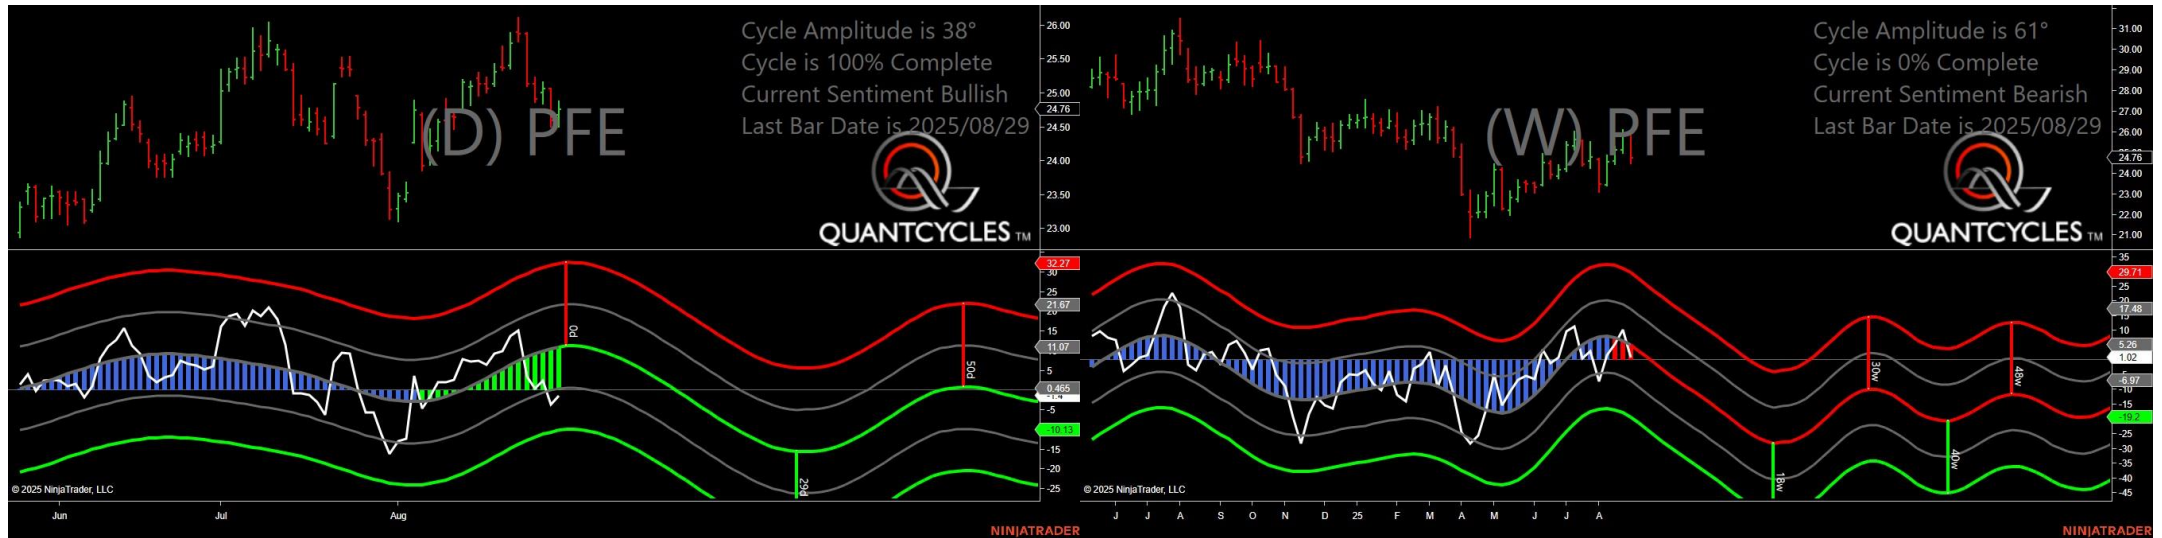 Cycle Amplitude is 38°
Cycle is 100% Complete
Current Sentiment Bullish
Last Bar Date is 2025/08/29
(D) PFE
QUANTCYCLES TM
26.00
25.50
25.00
24.76
24.50
24.00
23.50
23.00
32.27
30
25
21.67
15
11.07
5
0.465
-1.4
-5
-10.13
-15
-20
-25
0d
50d
29d
© 2025 NinjaTrader, LLC
Jun
Jul
Aug
NINJATRADER
Cycle Amplitude is 61°
Cycle is 0% Complete
Current Sentiment Bearish
Last Bar Date is 2025/08/29
(W) PFE
QUANTCYCLES TM
31.00
30.00
29.00
28.00
27.00
26.00
24.76
24.00
23.00
22.00
21.00
35
29.71
25
20
17.48
15
10
5.26
1.02
-6.97
-10
-15
-19.2
-25
-30
-35
-40
-45
30w
48w
18w
40w
© 2025 NinjaTrader, LLC
J
J
A
S
O
N
D
25
F
M
A
M
J
J
A
NINJATRADER